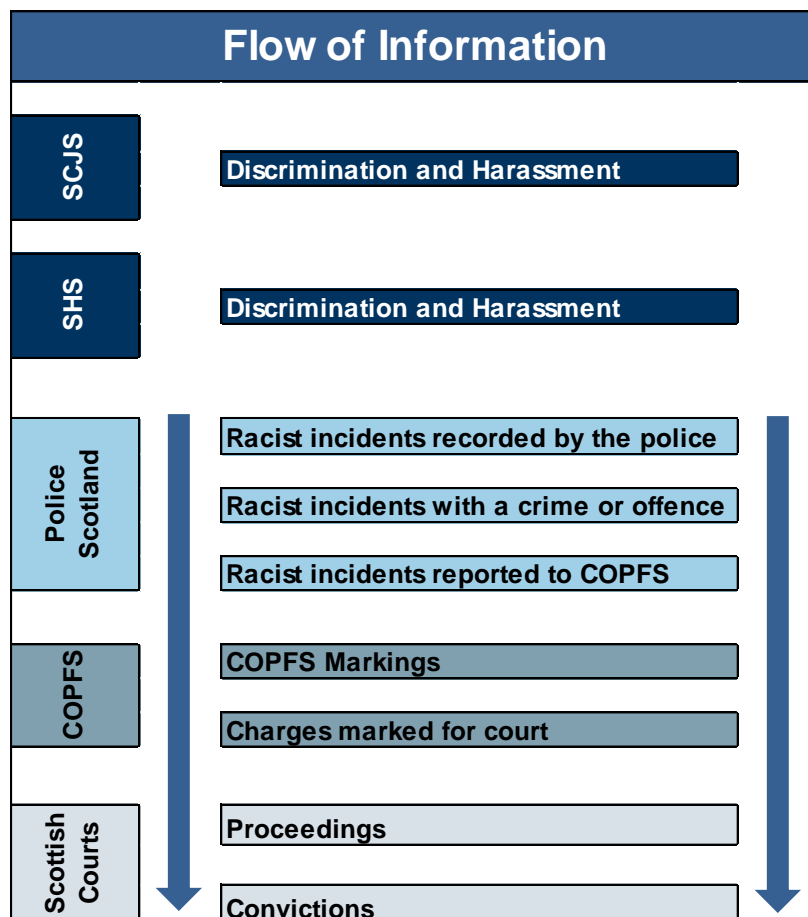 Flow of Information
SCJS
Discrimination and Harassment
SHS
Discrimination and Harassment
Police
Scotland
Racist incidents recorded by the police
Racist incidents with a crime or offence
Racist incidents reported to COPFS
COPFS
COPFS Markings
Charges marked for court
Scottish
Courts
Proceedings
Convictions